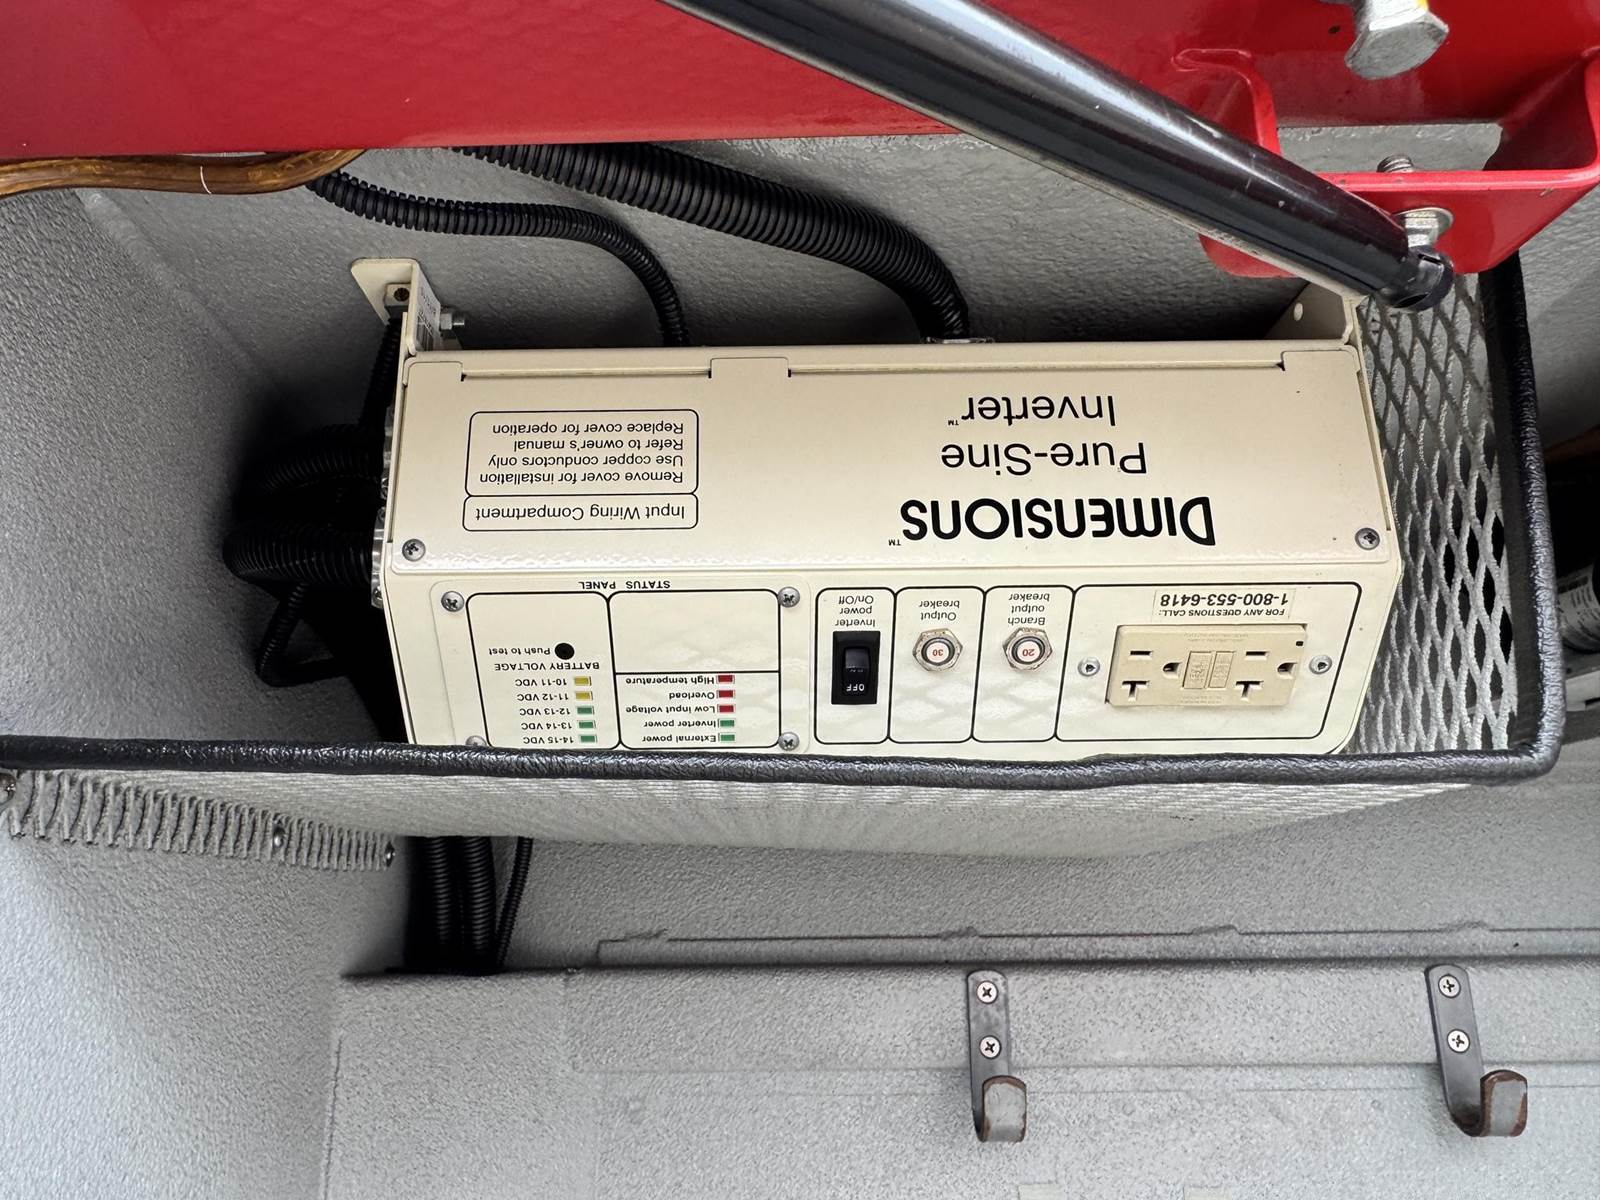 14-15 VDC
13-14 VDC
12-13 VDC
11-12 VDC
10-11 VDC
BATTERY VOLTAGE
Push to test
External power
Inverter power
Low input voltage
Overload
High temperature
STATUS PANEL
OFF
Inverter
power
On/Off
30
Output
breaker
20
Branch
output
breaker
FOR ANY QUESTIONS CALL:
1-800-553-6418
DIMENSIONS™
Pure-Sine
Inverter™
Input Wiring Compartment
Remove cover for installation
Use copper conductors only
Refer to owner's manual
Replace cover for operation